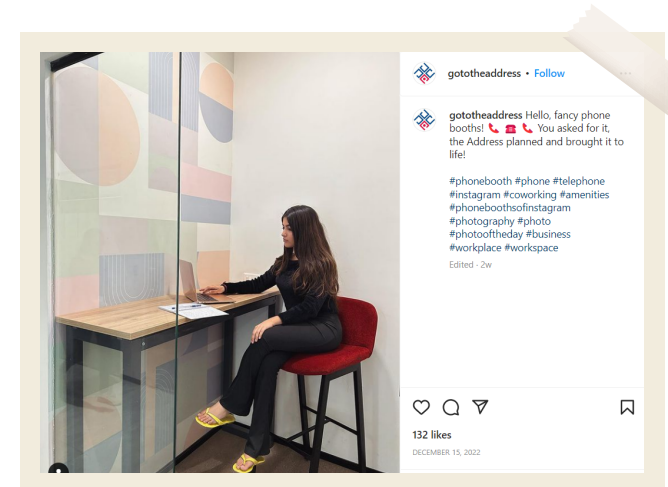 gototheaddress • Follow
gototheaddress Hello, fancy phone
booths! 📞 ☎️ 📞 You asked for it,
the Address planned and brought it to
life!
#phonebooth #phone #telephone
#instagram #coworking #amenities
#phoneboothsofinstagram
#photography #photo
#photooftheday #business
#workplace #workspace
Edited · 2w
132 likes
DECEMBER 15, 2022